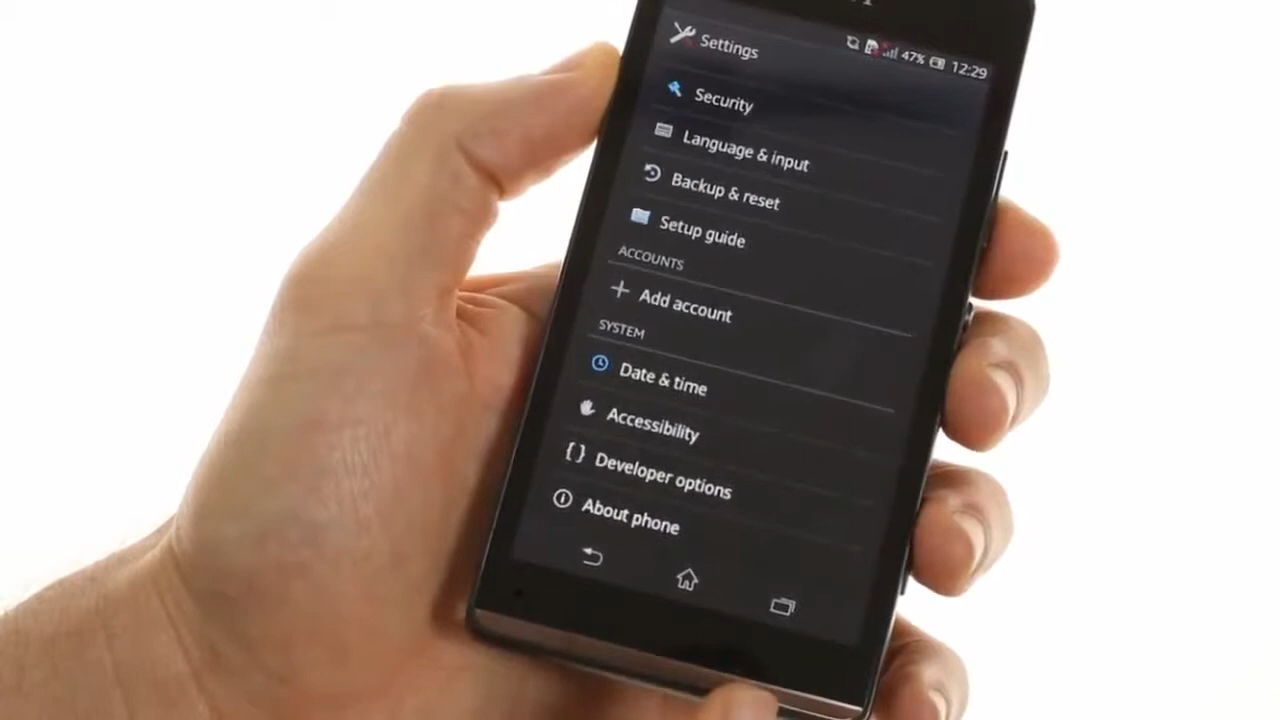 Settings
47% 12:29
Security
Language & input
Backup & reset
Setup guide
ACCOUNTS
Add account
SYSTEM
Date & time
Accessibility
{} Developer options
About phone